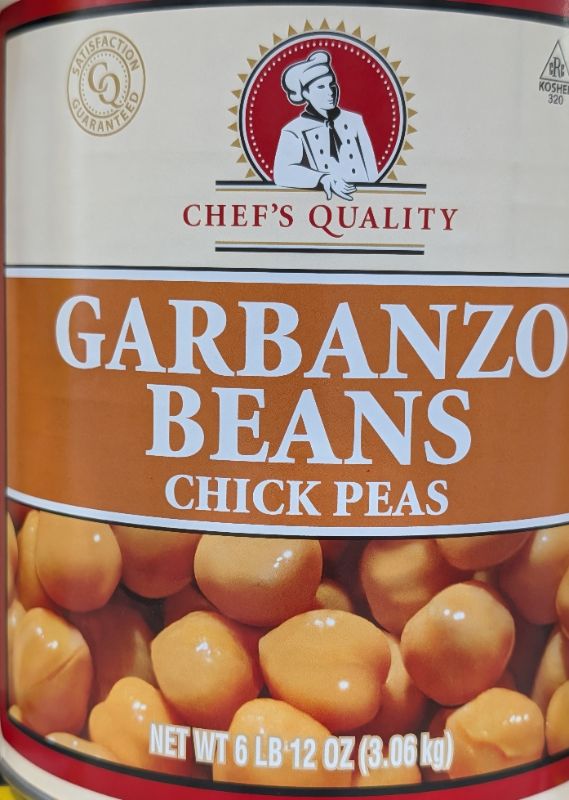 SATISFACTION
CQ
GUARANTEED
CRC
KOSHER
320
CHEF'S QUALITY
GARBANZO
BEANS
CHICK PEAS
NET WT 6 LB 12 OZ (3.06 kg)